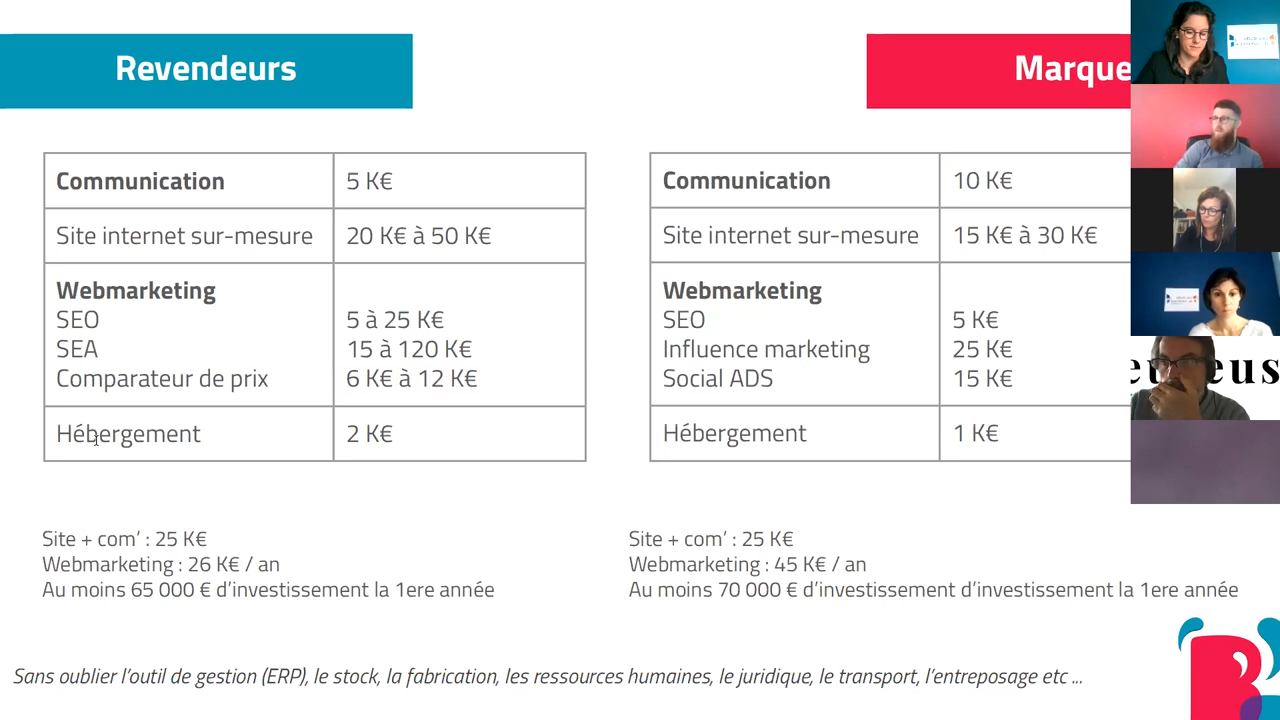 Revendeurs
Marque
Communication 5 K€
Site internet sur-mesure 20 K€ à 50 K€
Webmarketing
SEO 5 à 25 K€
SEA 15 à 120 K€
Comparateur de prix 6 K€ à 12 K€
Hébergement 2 K€
Communication 10 K€
Site internet sur-mesure 15 K€ à 30 K€
Webmarketing
SEO 5 K€
Influence marketing 25 K€
Social ADS 15 K€
Hébergement 1 K€
Site + com’ : 25 K€
Webmarketing : 26 K€ / an
Au moins 65 000 € d’investissement la 1ere année
Site + com’ : 25 K€
Webmarketing : 45 K€ / an
Au moins 70 000 € d’investissement d’investissement la 1ere année
Sans oublier l’outil de gestion (ERP), le stock, la fabrication, les ressources humaines, le juridique, le transport, l’entreposage etc ...